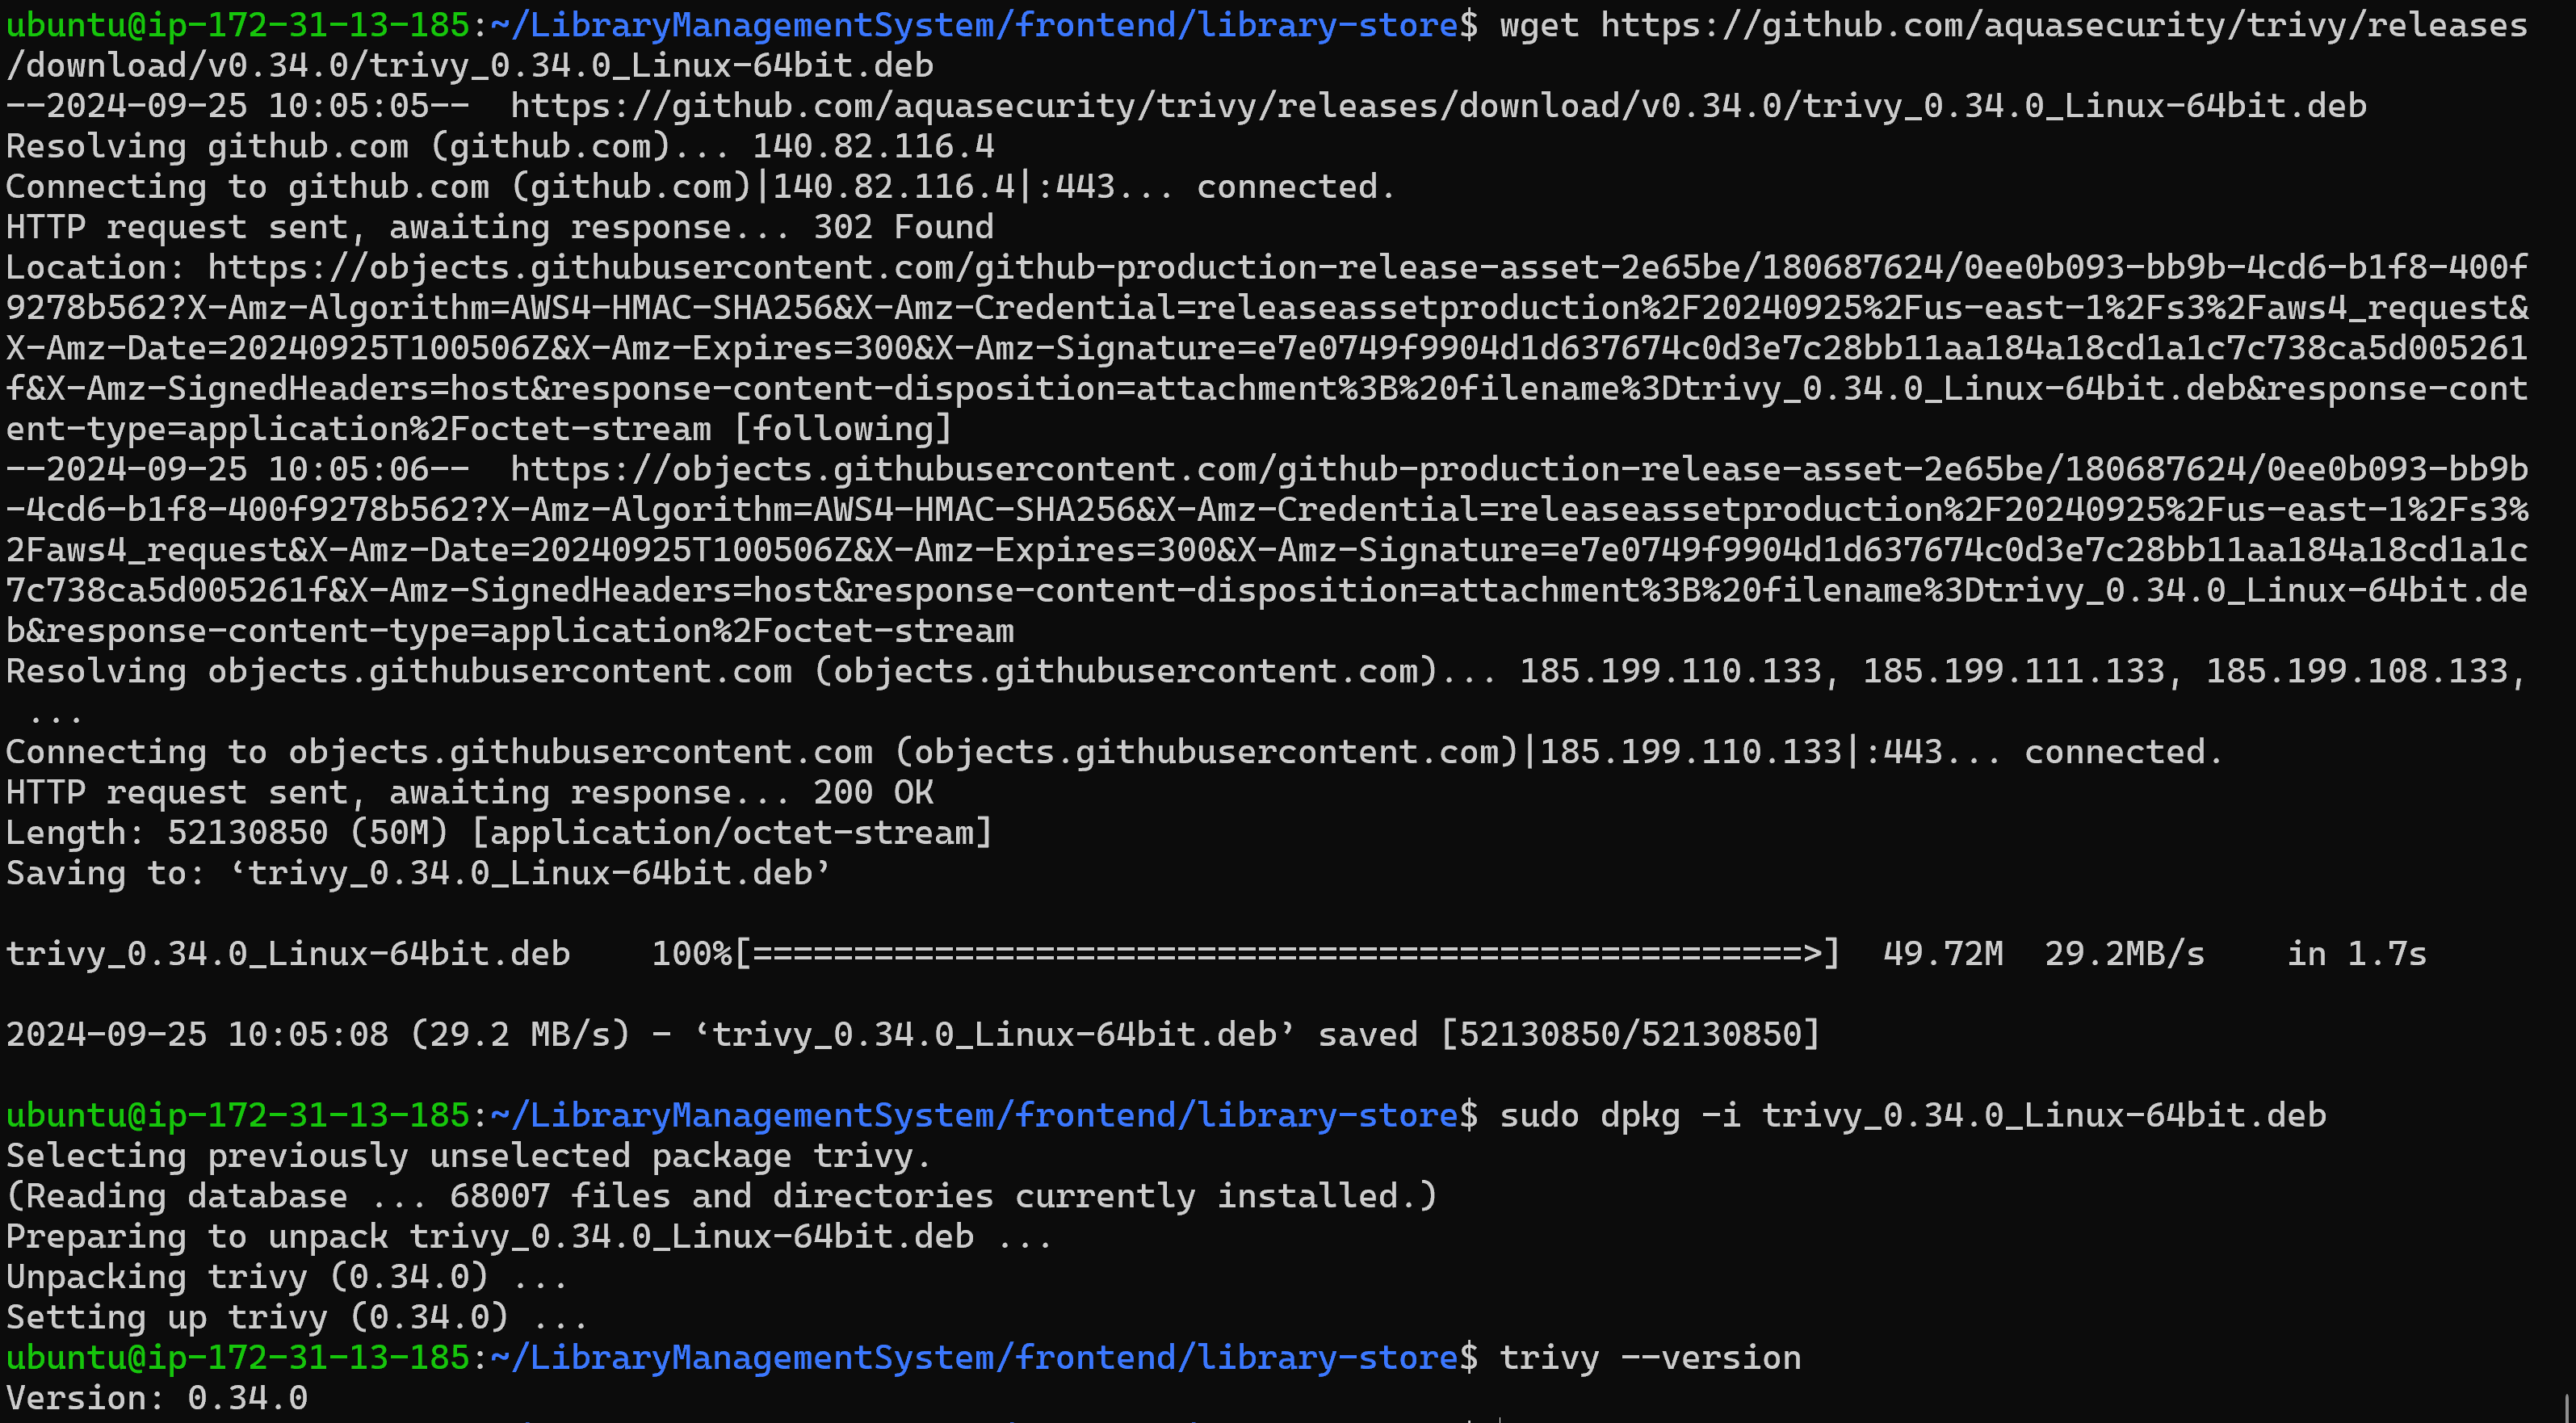 ubuntu@ip-172-31-13-185:~/LibraryManagementSystem/frontend/library-store$ wget https://github.com/aquasecurity/trivy/releases
/download/v0.34.0/trivy_0.34.0_Linux-64bit.deb
--2024-09-25 10:05:05--  https://github.com/aquasecurity/trivy/releases/download/v0.34.0/trivy_0.34.0_Linux-64bit.deb
Resolving github.com (github.com)... 140.82.116.4
Connecting to github.com (github.com)|140.82.116.4|:443... connected.
HTTP request sent, awaiting response... 302 Found
Location: https://objects.githubusercontent.com/github-production-release-asset-2e65be/180687624/0ee0b093-bb9b-4cd6-b1f8-400f
9278b562?X-Amz-Algorithm=AWS4-HMAC-SHA256&X-Amz-Credential=releaseassetproduction%2F20240925%2Fus-east-1%2Fs3%2Faws4_request&
X-Amz-Date=20240925T100506Z&X-Amz-Expires=300&X-Amz-Signature=e7e0749f9904d1d637674c0d3e7c28bb11aa184a18cd1a1c7c738ca5d005261
f&X-Amz-SignedHeaders=host&response-content-disposition=attachment%3B%20filename%3Dtrivy_0.34.0_Linux-64bit.deb&response-cont
ent-type=application%2Foctet-stream [following]
--2024-09-25 10:05:06--  https://objects.githubusercontent.com/github-production-release-asset-2e65be/180687624/0ee0b093-bb9b
-4cd6-b1f8-400f9278b562?X-Amz-Algorithm=AWS4-HMAC-SHA256&X-Amz-Credential=releaseassetproduction%2F20240925%2Fus-east-1%2Fs3%
2Faws4_request&X-Amz-Date=20240925T100506Z&X-Amz-Expires=300&X-Amz-Signature=e7e0749f9904d1d637674c0d3e7c28bb11aa184a18cd1a1c
7c738ca5d005261f&X-Amz-SignedHeaders=host&response-content-disposition=attachment%3B%20filename%3Dtrivy_0.34.0_Linux-64bit.de
b&response-content-type=application%2Foctet-stream
Resolving objects.githubusercontent.com (objects.githubusercontent.com)... 185.199.110.133, 185.199.111.133, 185.199.108.133,
 ...
Connecting to objects.githubusercontent.com (objects.githubusercontent.com)|185.199.110.133|:443... connected.
HTTP request sent, awaiting response... 200 OK
Length: 52130850 (50M) [application/octet-stream]
Saving to: ‘trivy_0.34.0_Linux-64bit.deb’
trivy_0.34.0_Linux-64bit.deb    100%[====================================================>]  49.72M  29.2MB/s    in 1.7s
2024-09-25 10:05:08 (29.2 MB/s) - ‘trivy_0.34.0_Linux-64bit.deb’ saved [52130850/52130850]
ubuntu@ip-172-31-13-185:~/LibraryManagementSystem/frontend/library-store$ sudo dpkg -i trivy_0.34.0_Linux-64bit.deb
Selecting previously unselected package trivy.
(Reading database ... 68007 files and directories currently installed.)
Preparing to unpack trivy_0.34.0_Linux-64bit.deb ...
Unpacking trivy (0.34.0) ...
Setting up trivy (0.34.0) ...
ubuntu@ip-172-31-13-185:~/LibraryManagementSystem/frontend/library-store$ trivy --version
Version: 0.34.0